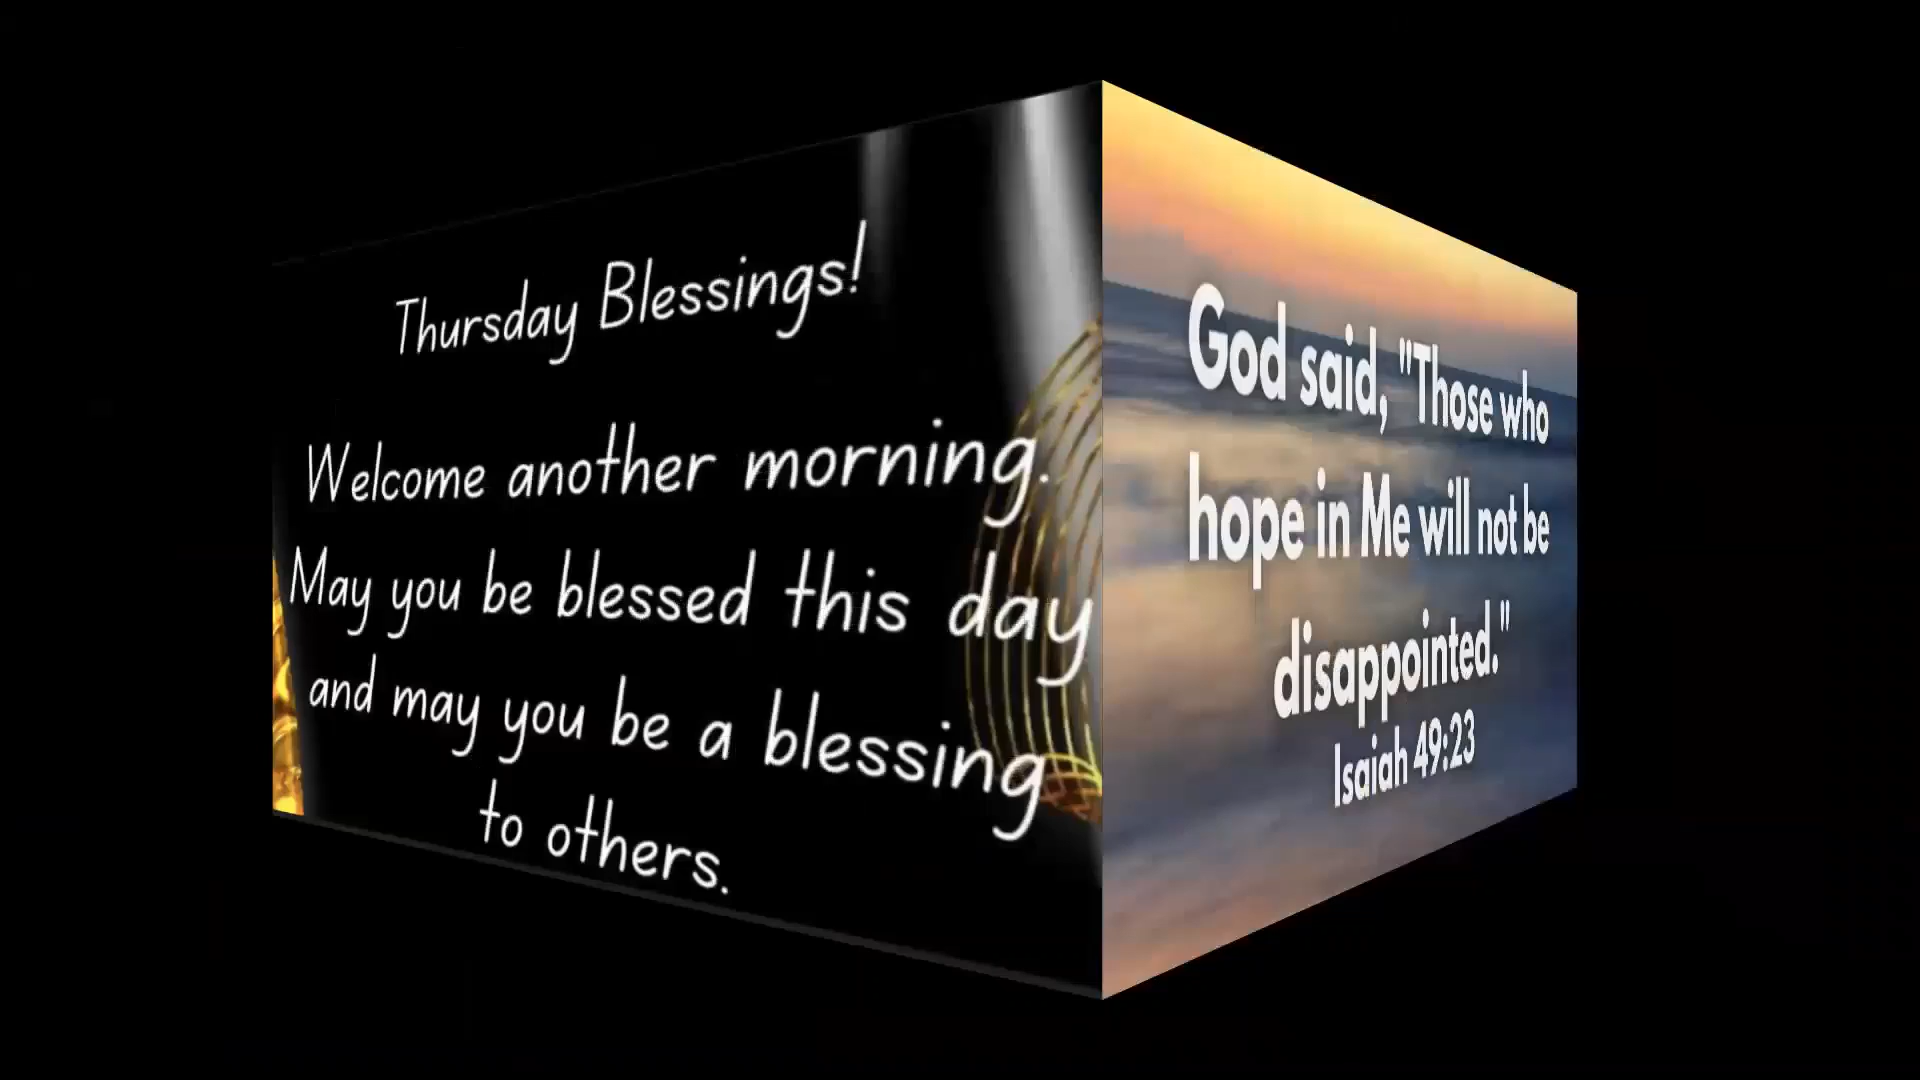 Thursday Blessings!
Welcome another morning.
May you be blessed this day
and may you be a blessing
to others.
God said, "Those who
hope in Me will not be
disappointed."
Isaiah 49:23